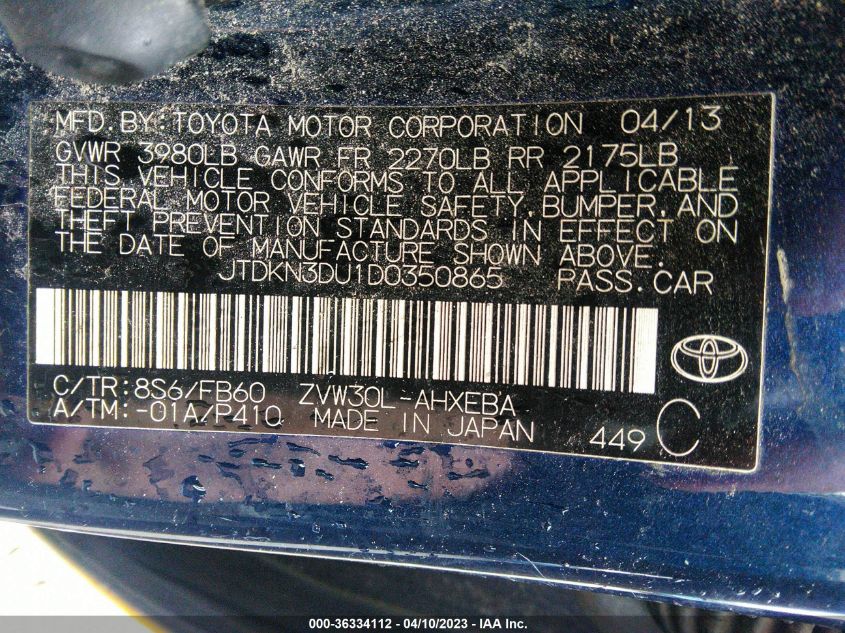 MFD. BY: TOYOTA MOTOR CORPORATION 04/13
GVWR 3980LB GAWR FR 2270LB RR 2175LB
THIS VEHICLE CONFORMS TO ALL APPLICABLE
FEDERAL MOTOR VEHICLE SAFETY, BUMPER, AND
THEFT PREVENTION STANDARDS IN EFFECT ON
THE DATE OF MANUFACTURE SHOWN ABOVE.
JTDKN3DU1D0350865 PASS. CAR
C/TR: 8S6/FB60 ZVW30L-AHXEBA
A/TM: -01A/P410 MADE IN JAPAN
449 C
000-36334112 - 04/10/2023 - IAA Inc.